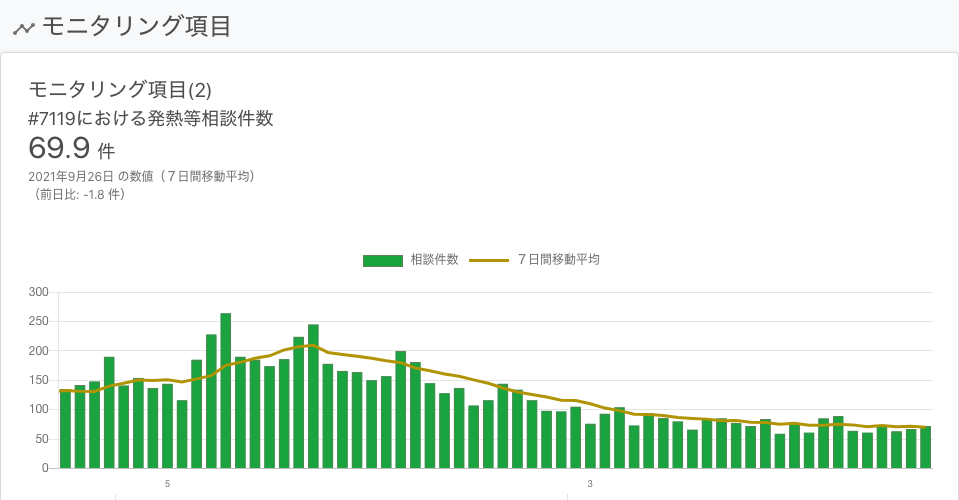 モニタリング項目
モニタリング項目(2)
#7119における発熱等相談件数
69.9 件
2021年9月26日 の数値（７日間移動平均）
（前日比: -1.8 件）
相談件数 ７日間移動平均
300
250
200
150
100
50
0
5 3